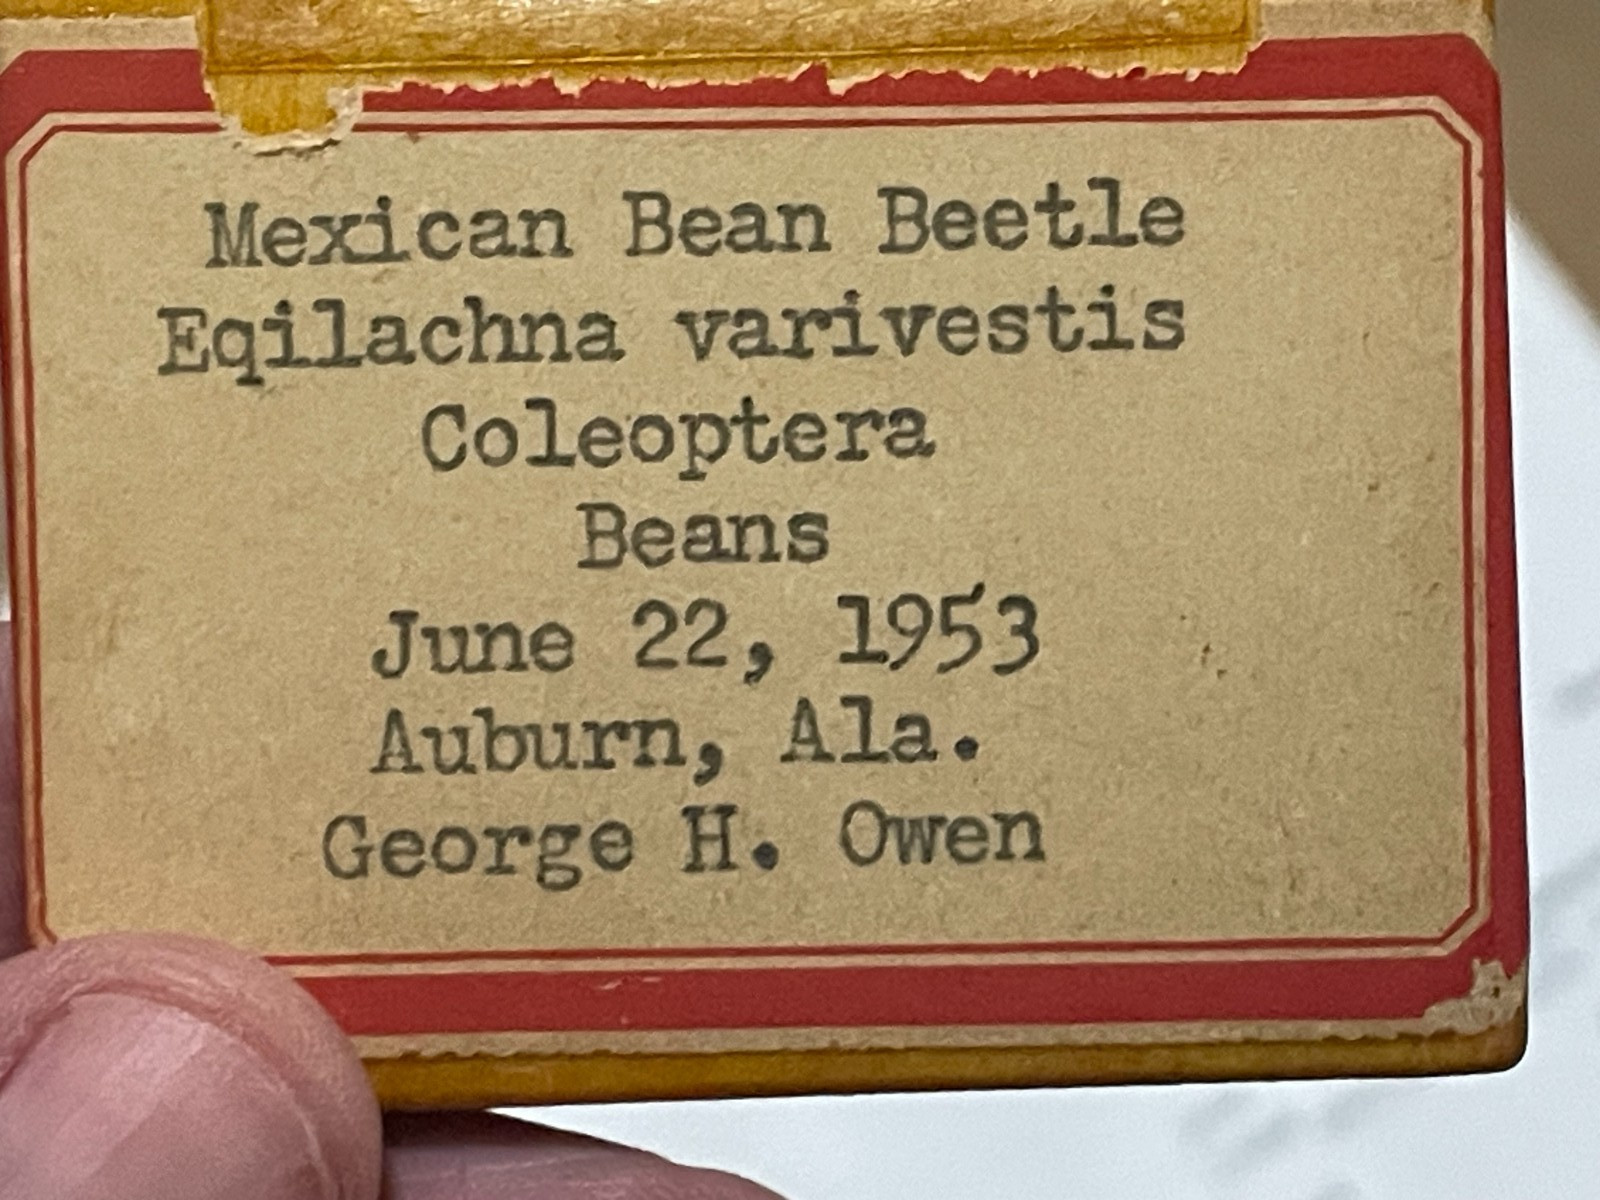 Mexican Bean Beetle
Eqilachna varivestis
Coleoptera
Beans
June 22, 1953
Auburn, Ala.
George H. Owen